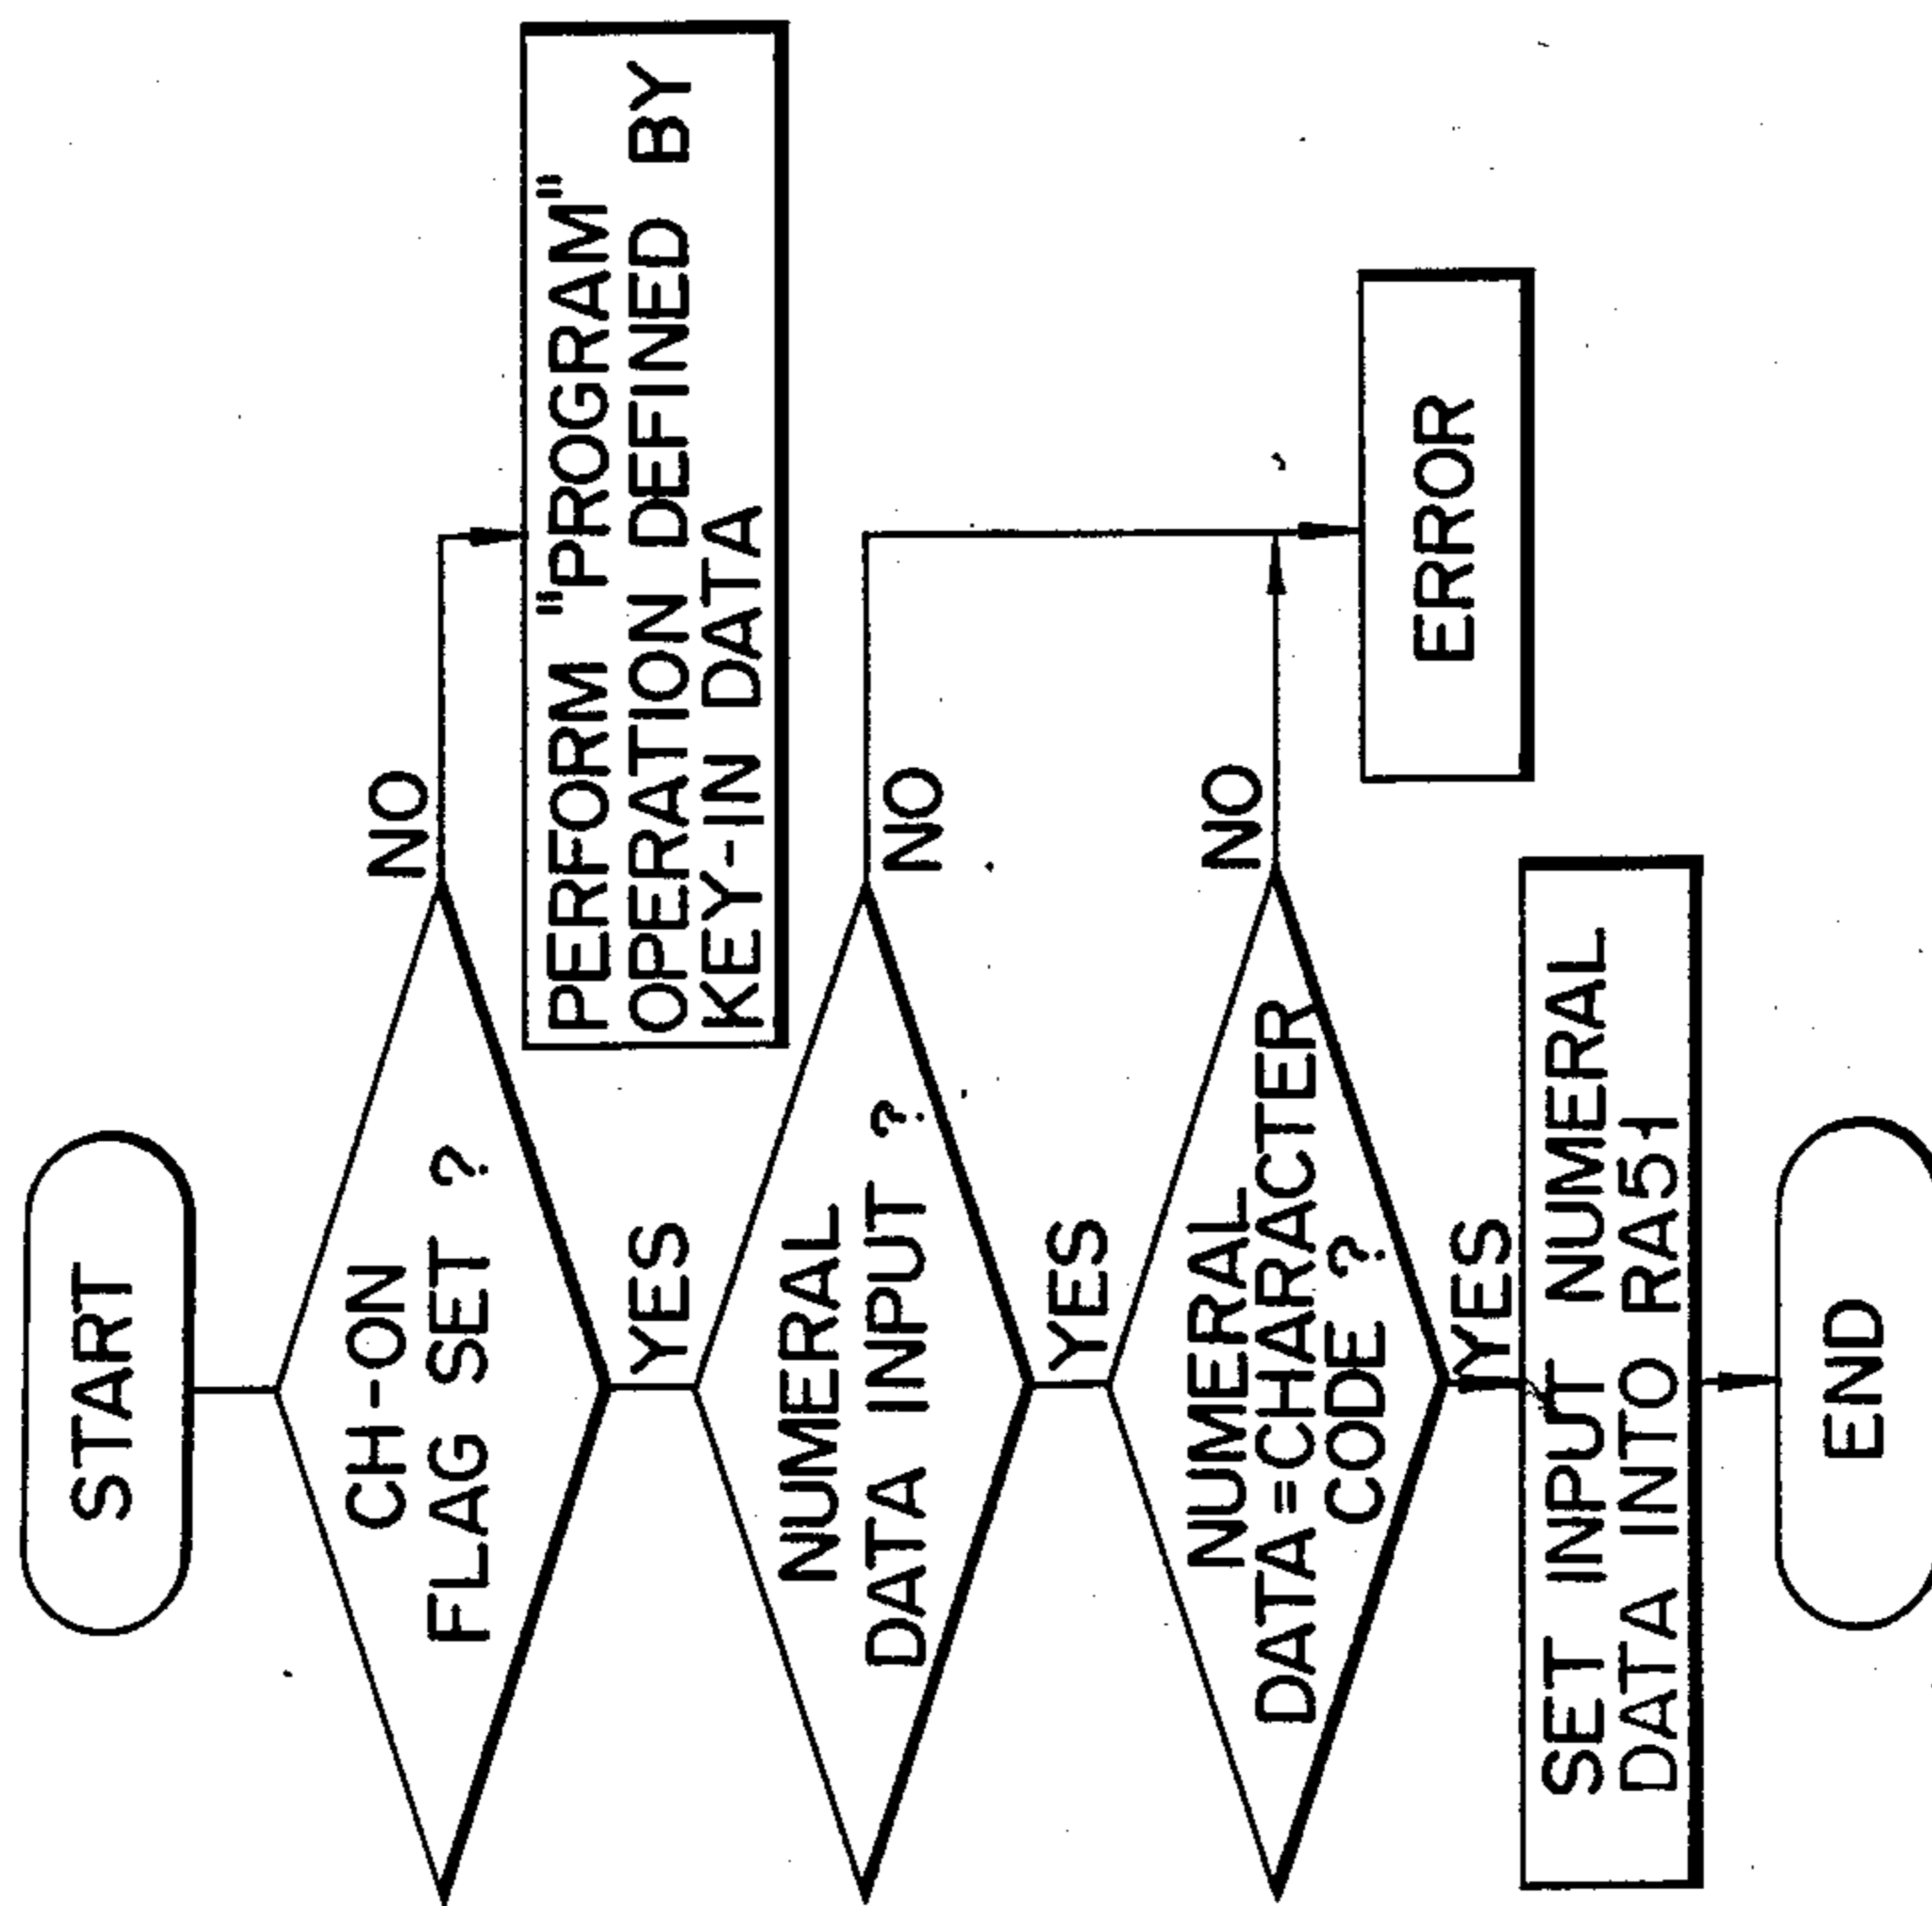 START
CH-ON
FLAG SET ?
NO
PERFORM "PROGRAM"
OPERATION DEFINED BY
KEY-IN DATA
YES
NUMERAL
DATA INPUT ?
NO
YES
NUMERAL
DATA=CHARACTER
CODE ?
NO
ERROR
YES
SET INPUT NUMERAL
DATA INTO RA51
END